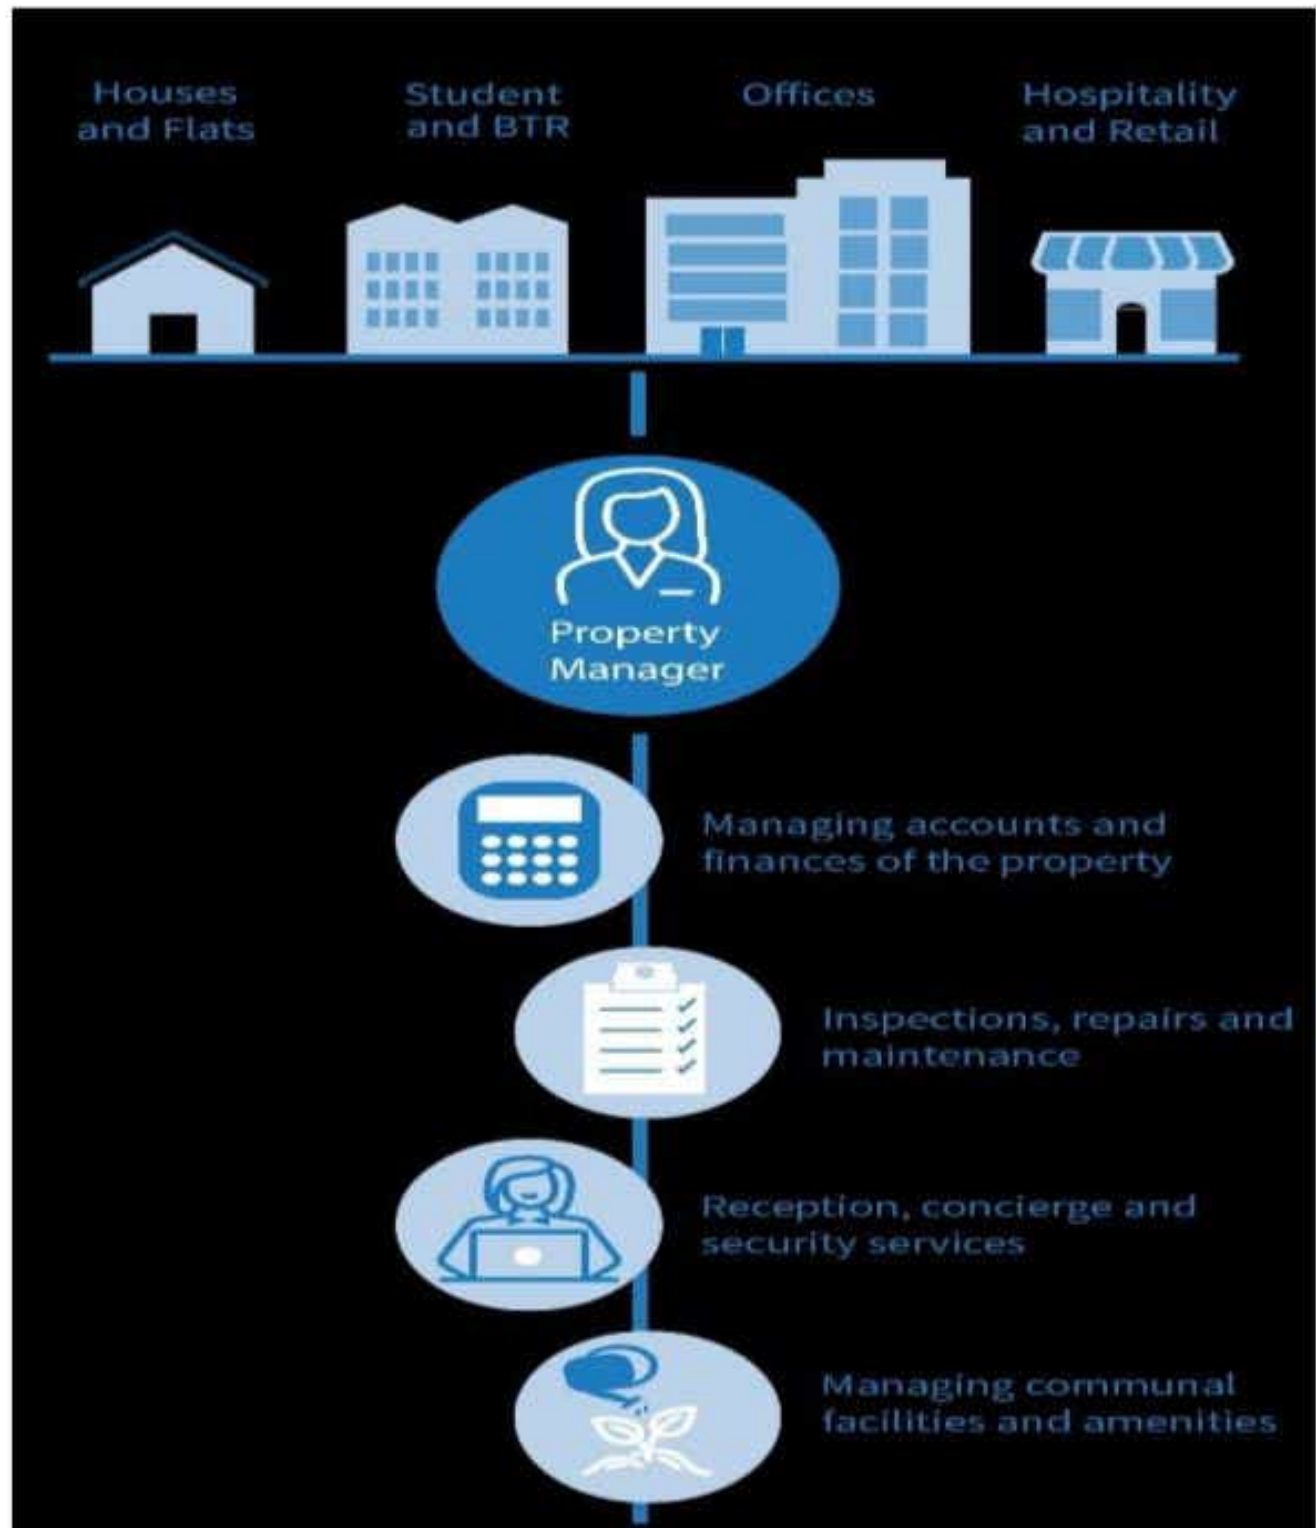 Houses
and Flats
Student
and BTR
Offices
Hospitality
and Retail
Property
Manager
Managing accounts and
finances of the property
Inspections, repairs and
maintenance
Reception, concierge and
security services
Managing communal
facilities and amenities